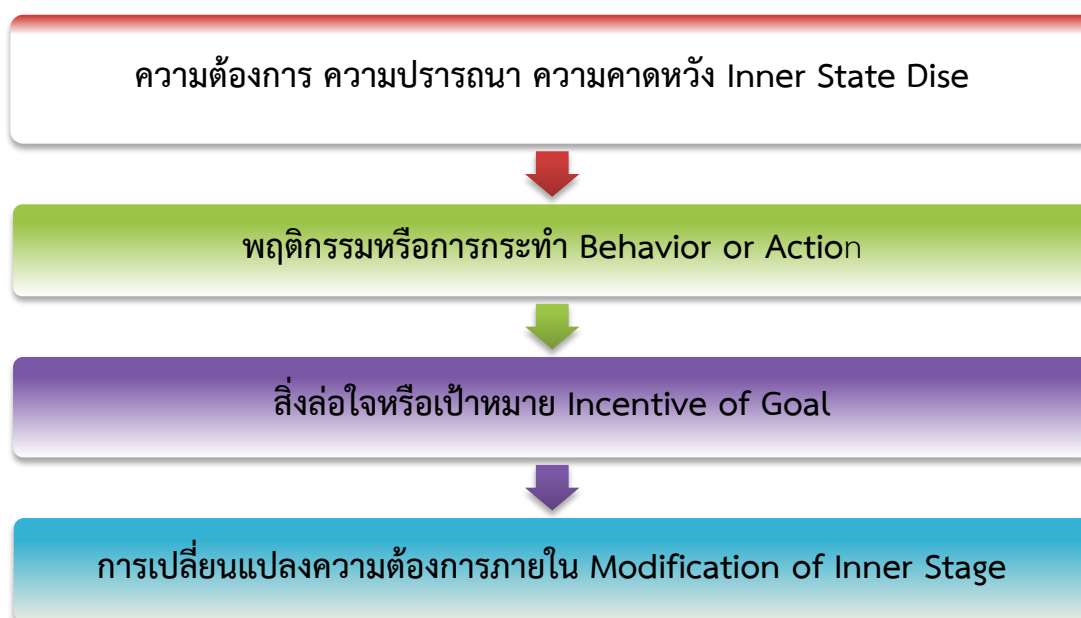 ความต้องการ ความปรารถนา ความคาดหวัง Inner State Dise
พฤติกรรมหรือการกระทำ Behavior or Action
สิ่งล่อใจหรือเป้าหมาย Incentive of Goal
การเปลี่ยนแปลงความต้องการภายใน Modification of Inner Stage